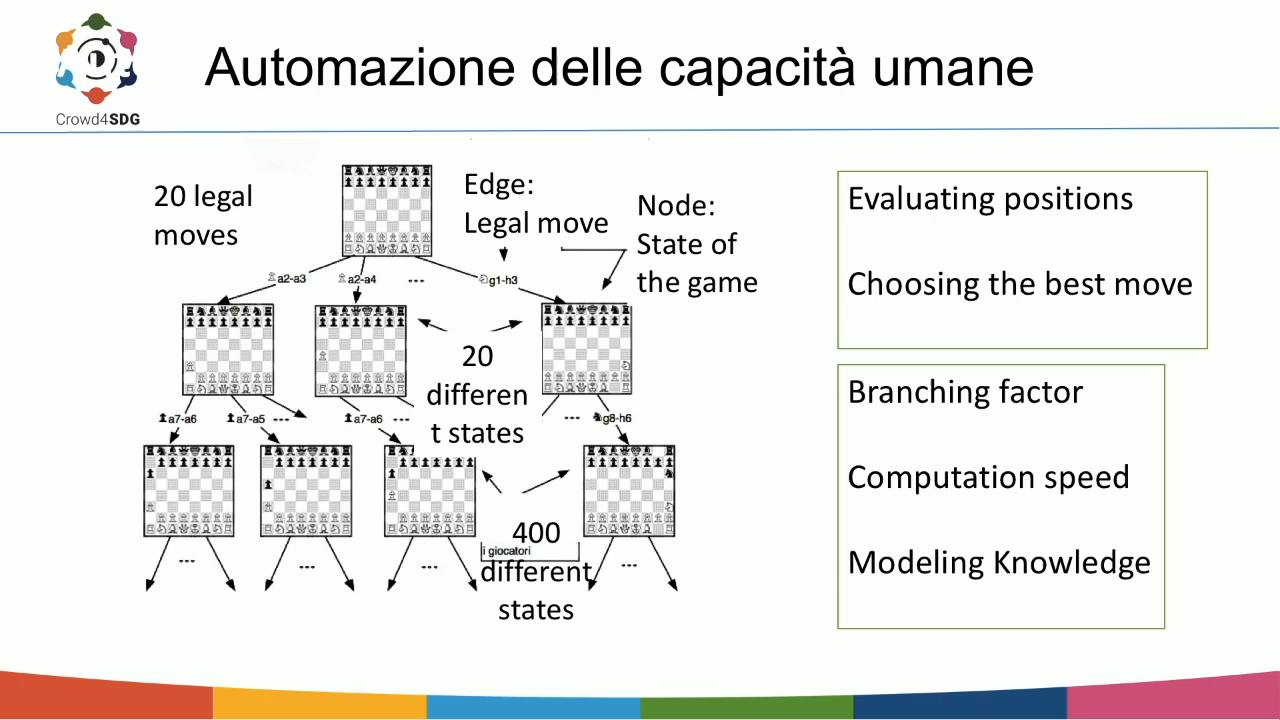 Crowd4SDG
Automazione delle capacità umane
20 legal
moves
Edge:
Legal move
Node:
State of
the game
a2-a3
a2-a4
---
g1-h3
20
differen
t states
a7-a6
a7-a5
---
a7-a6
---
---
g8-h6
400
i giocatori
different
states
---
---
---
---
Evaluating positions
Choosing the best move
Branching factor
Computation speed
Modeling Knowledge